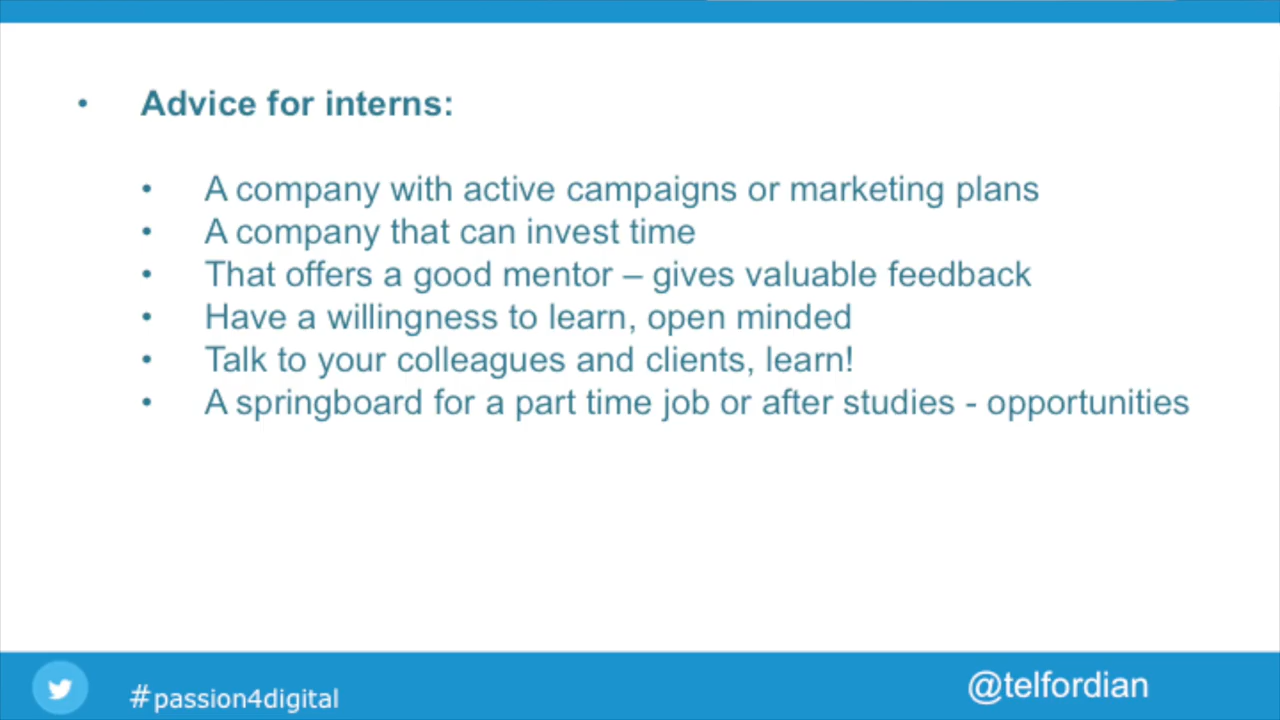 • Advice for interns:
• A company with active campaigns or marketing plans
• A company that can invest time
• That offers a good mentor – gives valuable feedback
• Have a willingness to learn, open minded
• Talk to your colleagues and clients, learn!
• A springboard for a part time job or after studies - opportunities
#passion4digital
@telfordian